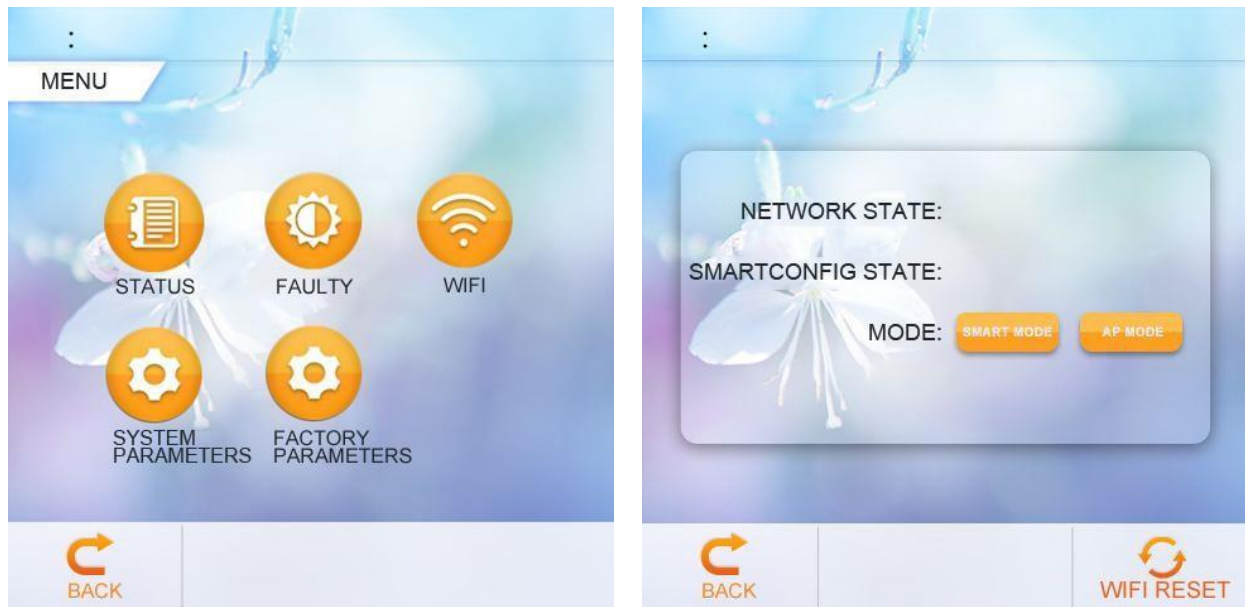 :
MENU
STATUS
FAULTY
WIFI
SYSTEM
PARAMETERS
FACTORY
PARAMETERS
BACK
:
NETWORK STATE:
SMARTCONFIG STATE:
MODE: SMART MODE AP MODE
BACK
WIFI RESET